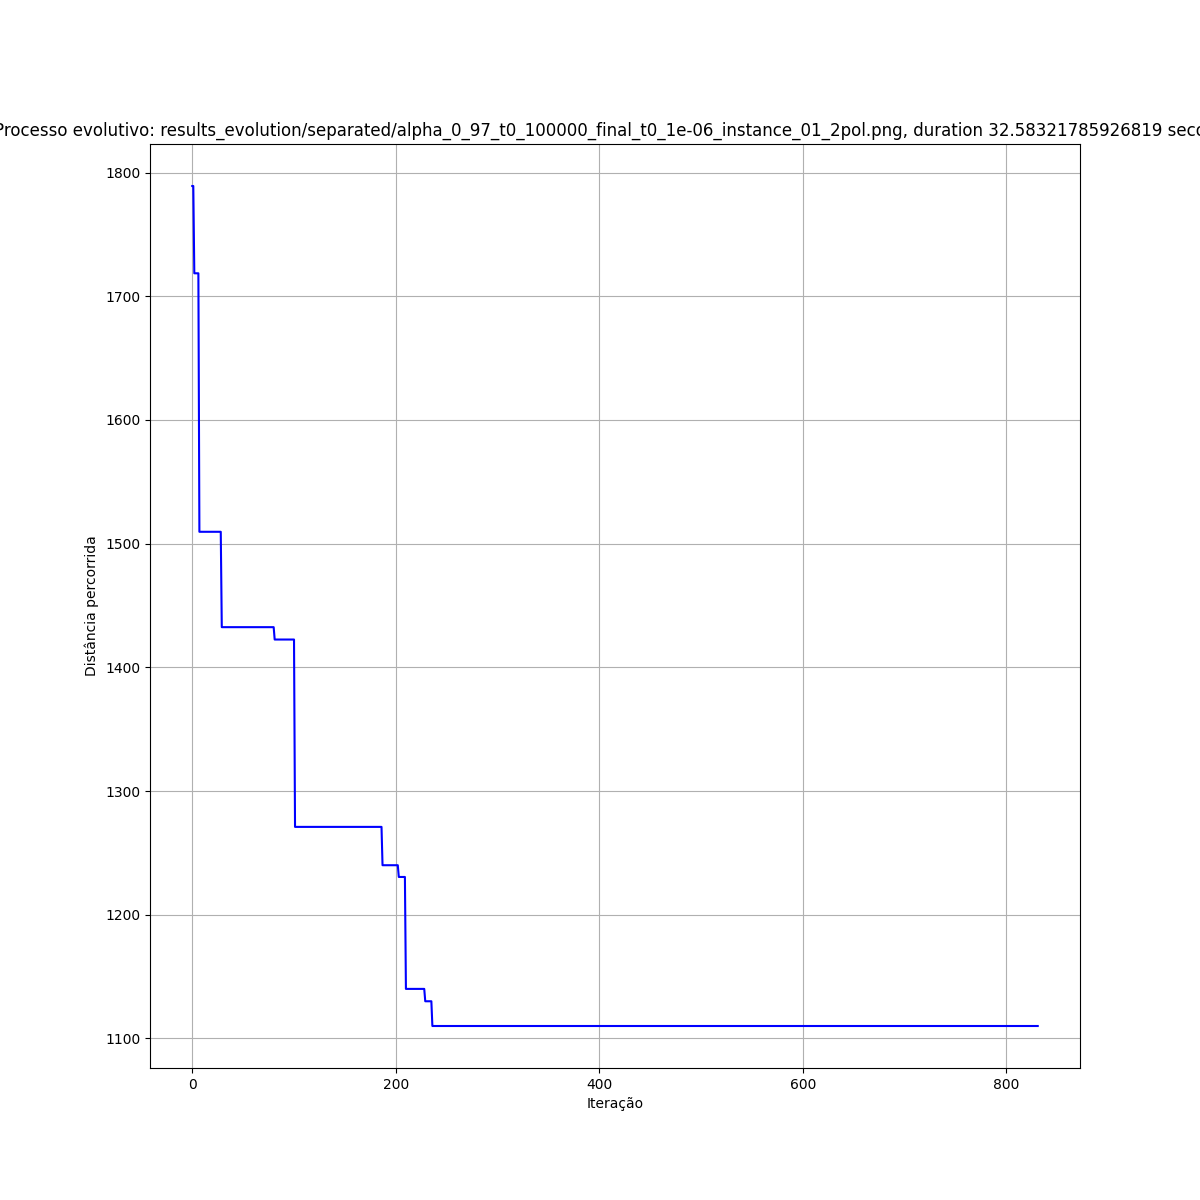 Processo evolutivo: results_evolution/separated/alpha_0_97_t0_100000_final_t0_1e-06_instance_01_2pol.png, duration 32.58321785926819
1800
1700
1600
1500
1400
1300
1200
1100
Distância percorrida
0 200 400 600 800
Iteração